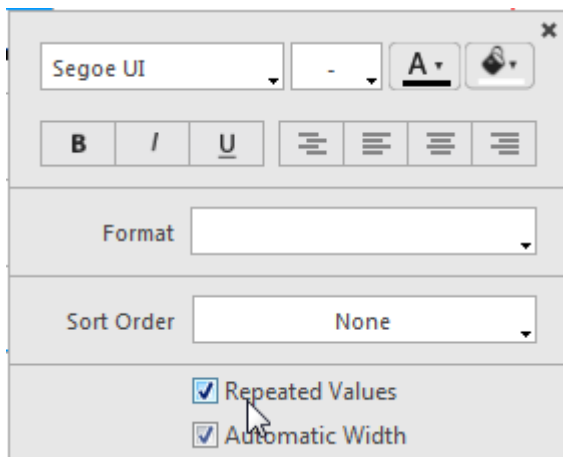 Segoe UI - A
B I U
Format
Sort Order None
Repeated Values
Automatic Width